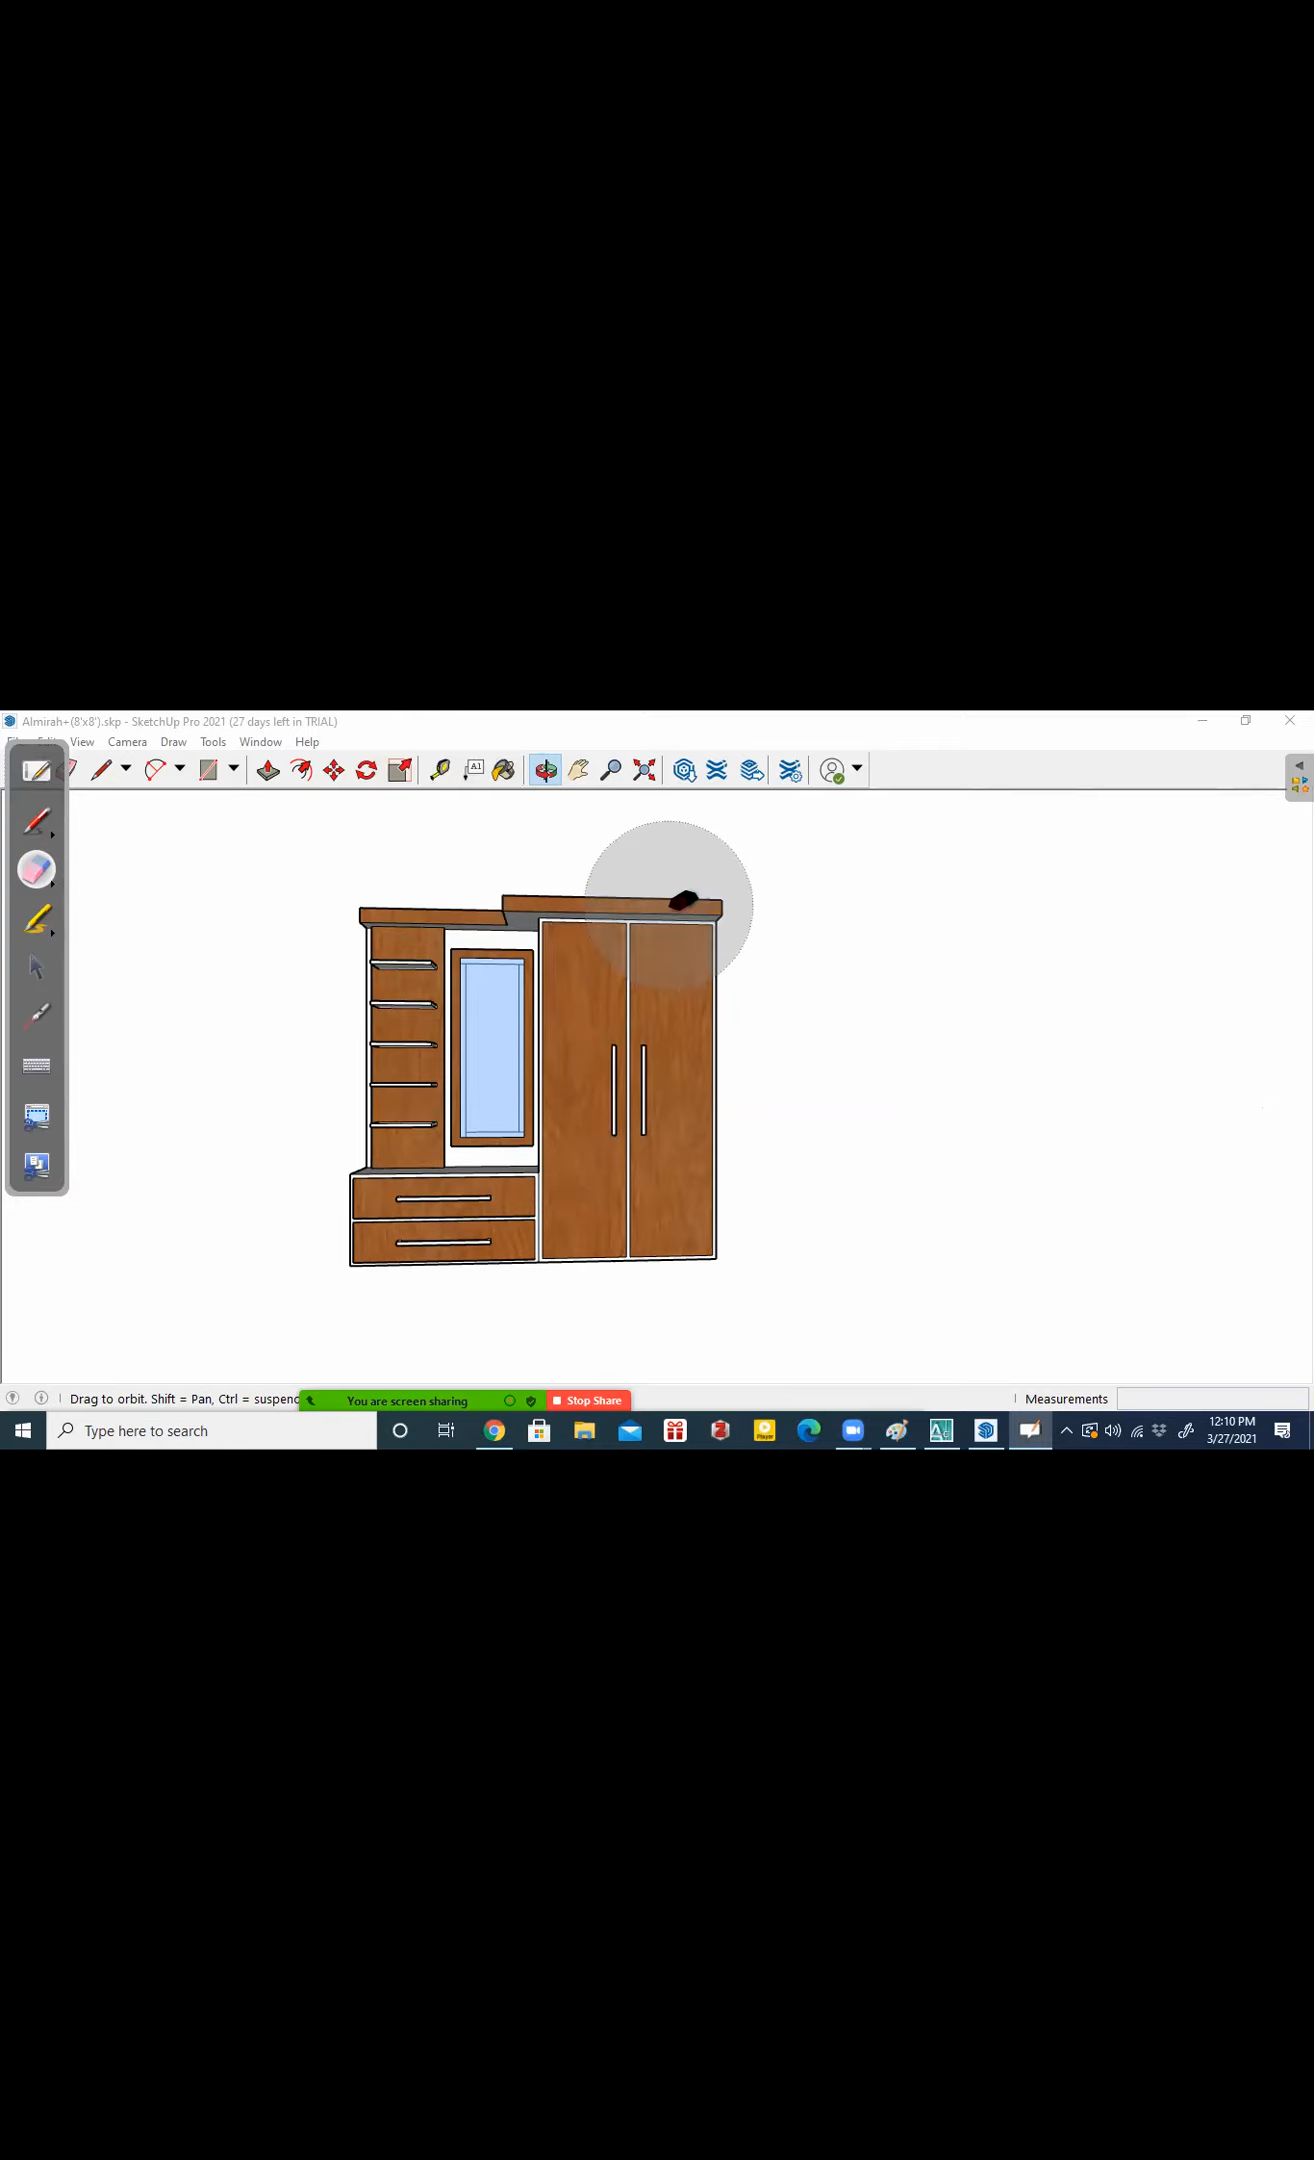 Almirah+(8'x8').skp - SketchUp Pro 2021 (27 days left in TRIAL)
View Camera Draw Tools Window Help
A1
Drag to orbit. Shift = Pan, Ctrl = suspend
You are screen sharing
Stop Share
Measurements
Type here to search
Player
12:10 PM
3/27/2021